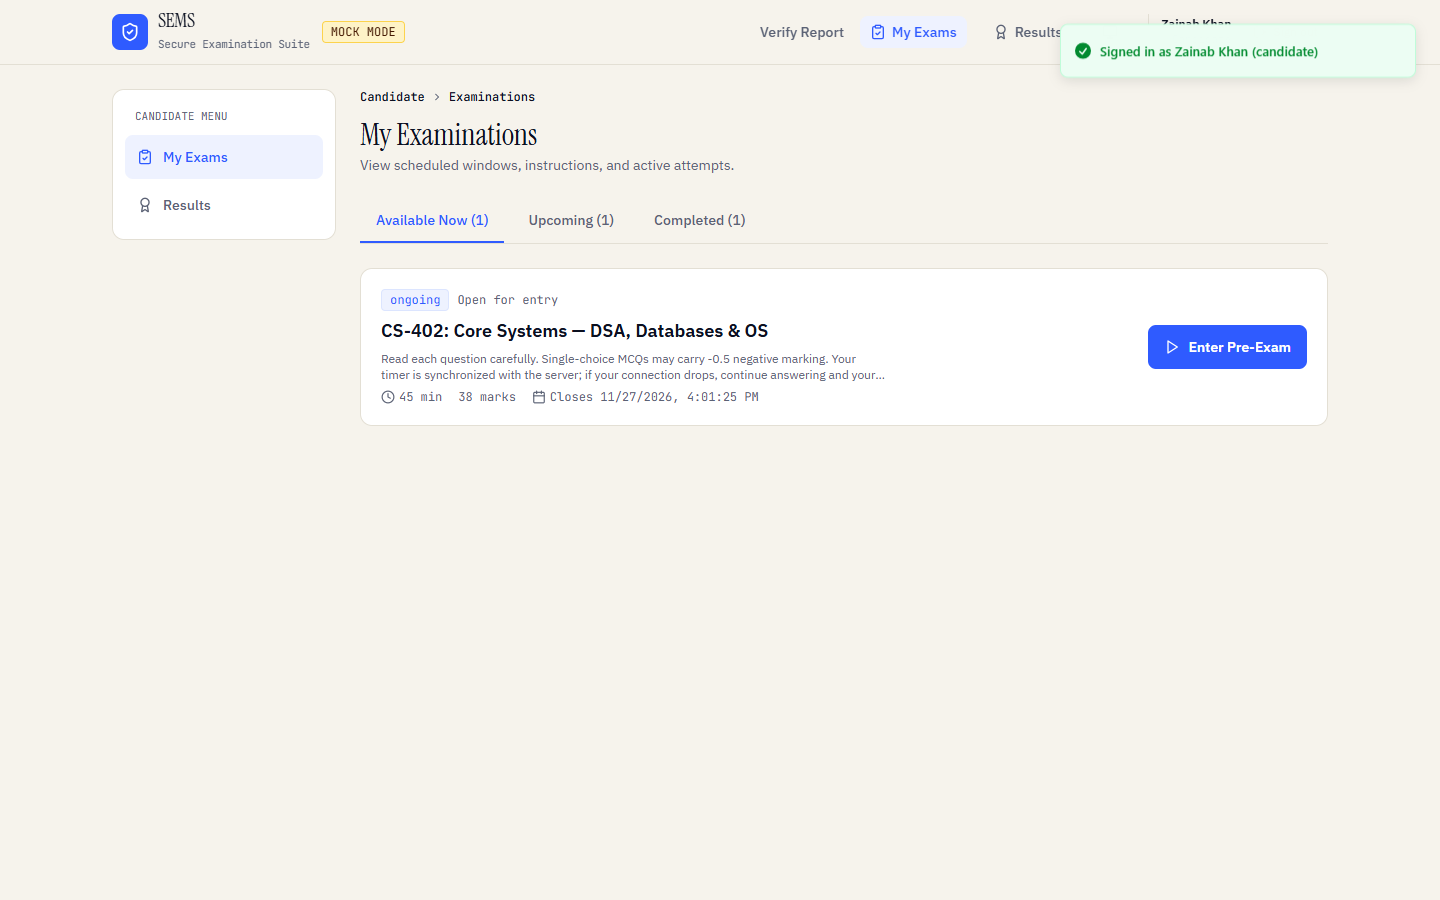 SEMS
Secure Examination Suite
MOCK MODE
Verify Report
My Exams
Results
Zainab Khan
Signed in as Zainab Khan (candidate)
CANDIDATE MENU
My Exams
Results
Candidate > Examinations
My Examinations
View scheduled windows, instructions, and active attempts.
Available Now (1)
Upcoming (1)
Completed (1)
ongoing
Open for entry
CS-402: Core Systems — DSA, Databases & OS
Read each question carefully. Single-choice MCQs may carry -0.5 negative marking. Your
timer is synchronized with the server; if your connection drops, continue answering and your...
45 min
38 marks
Closes 11/27/2026, 4:01:25 PM
Enter Pre-Exam